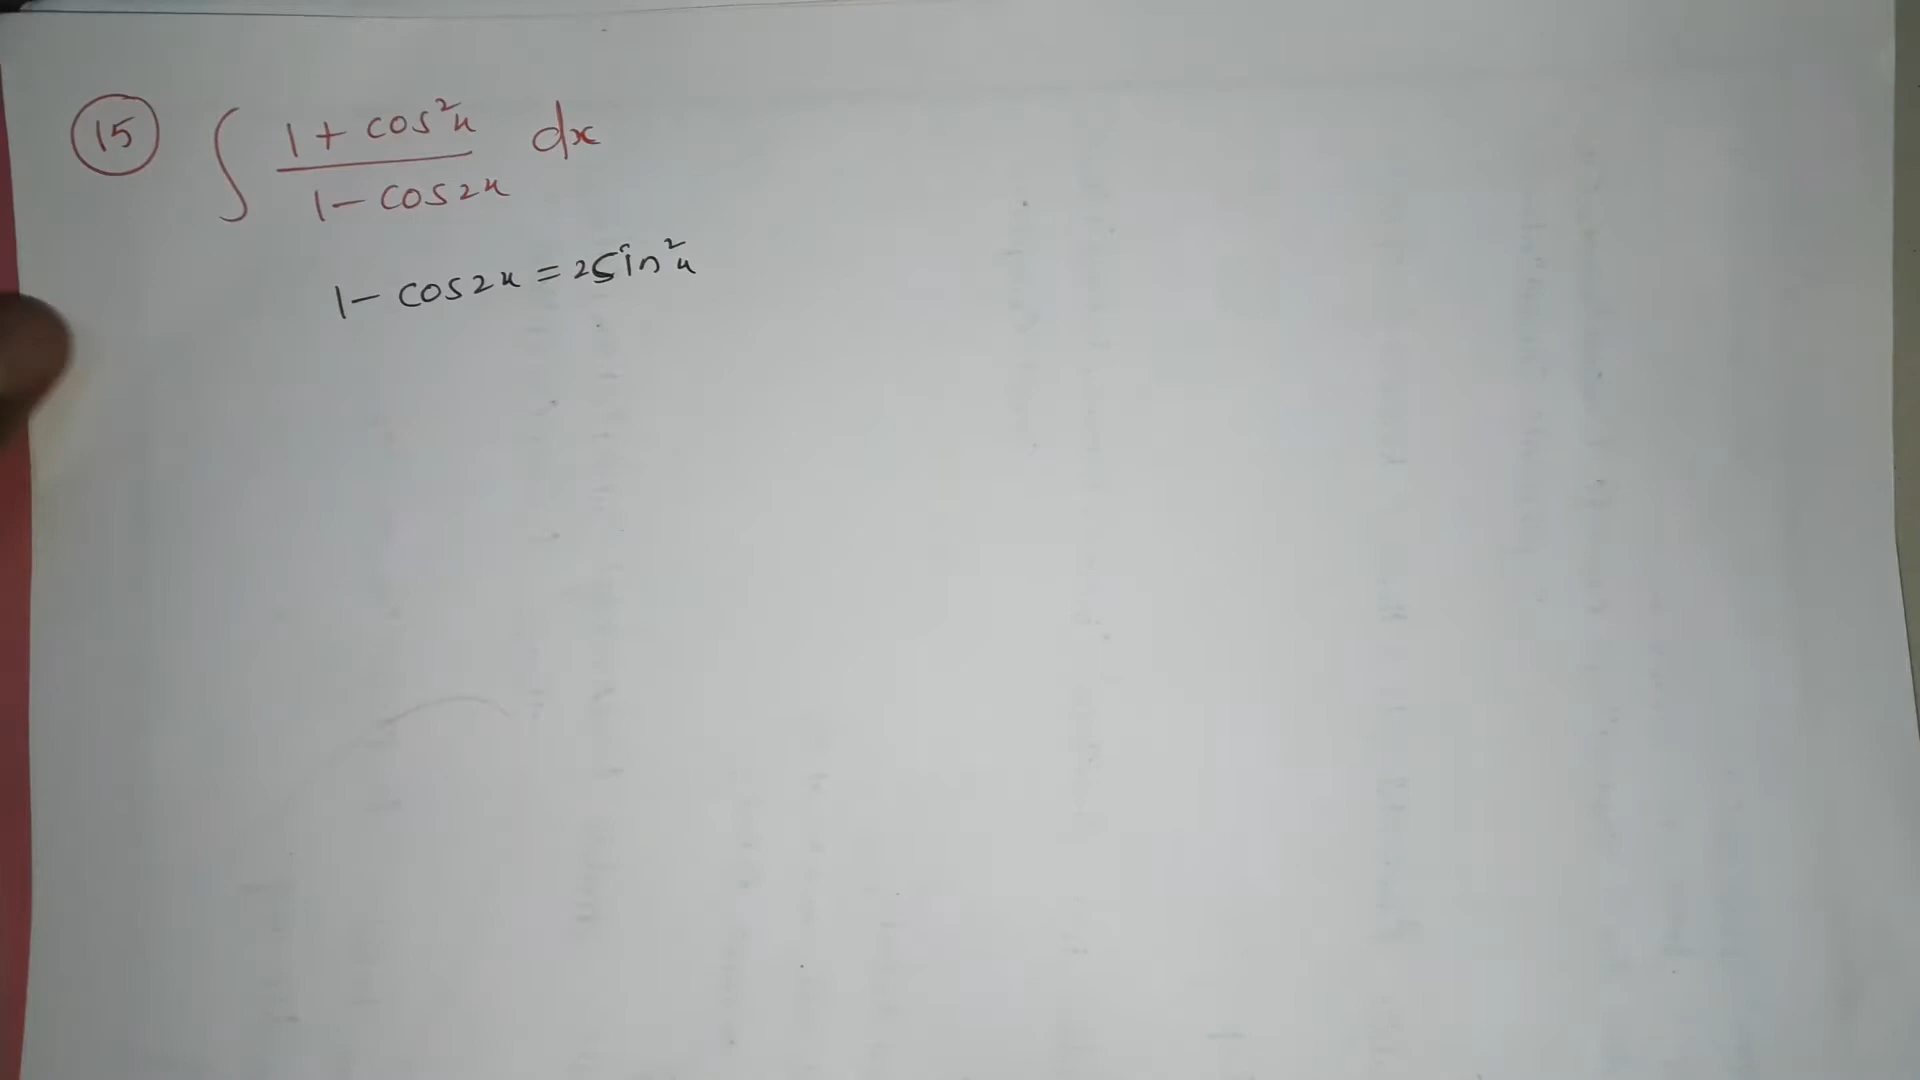 15 ∫ (1 + cos²x)/(1 - cos2x) dx
1 - cos2x = 2sin²x